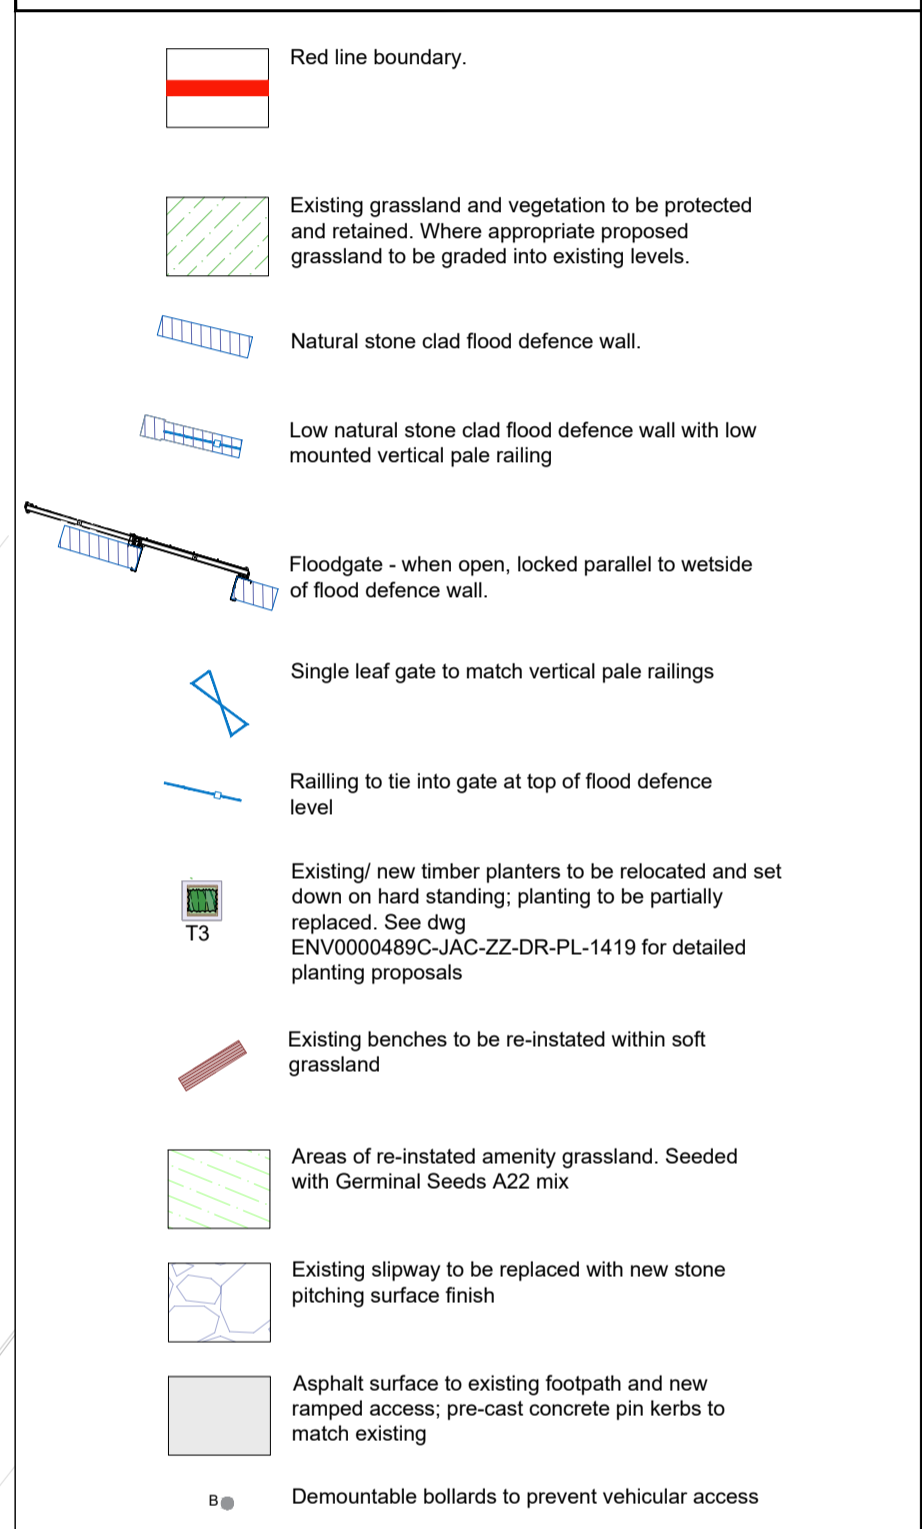 Red line boundary.
Existing grassland and vegetation to be protected
and retained. Where appropriate proposed
grassland to be graded into existing levels.
Natural stone clad flood defence wall.
Low natural stone clad flood defence wall with low
mounted vertical pale railing
Floodgate - when open, locked parallel to wetside
of flood defence wall.
Single leaf gate to match vertical pale railings
Railling to tie into gate at top of flood defence
level
Existing/ new timber planters to be relocated and set
down on hard standing; planting to be partially
replaced. See dwg
ENV0000489C-JAC-ZZ-DR-PL-1419 for detailed
planting proposals
T3
Existing benches to be re-instated within soft
grassland
Areas of re-instated amenity grassland. Seeded
with Germinal Seeds A22 mix
Existing slipway to be replaced with new stone
pitching surface finish
Asphalt surface to existing footpath and new
ramped access; pre-cast concrete pin kerbs to
match existing
B
Demountable bollards to prevent vehicular access